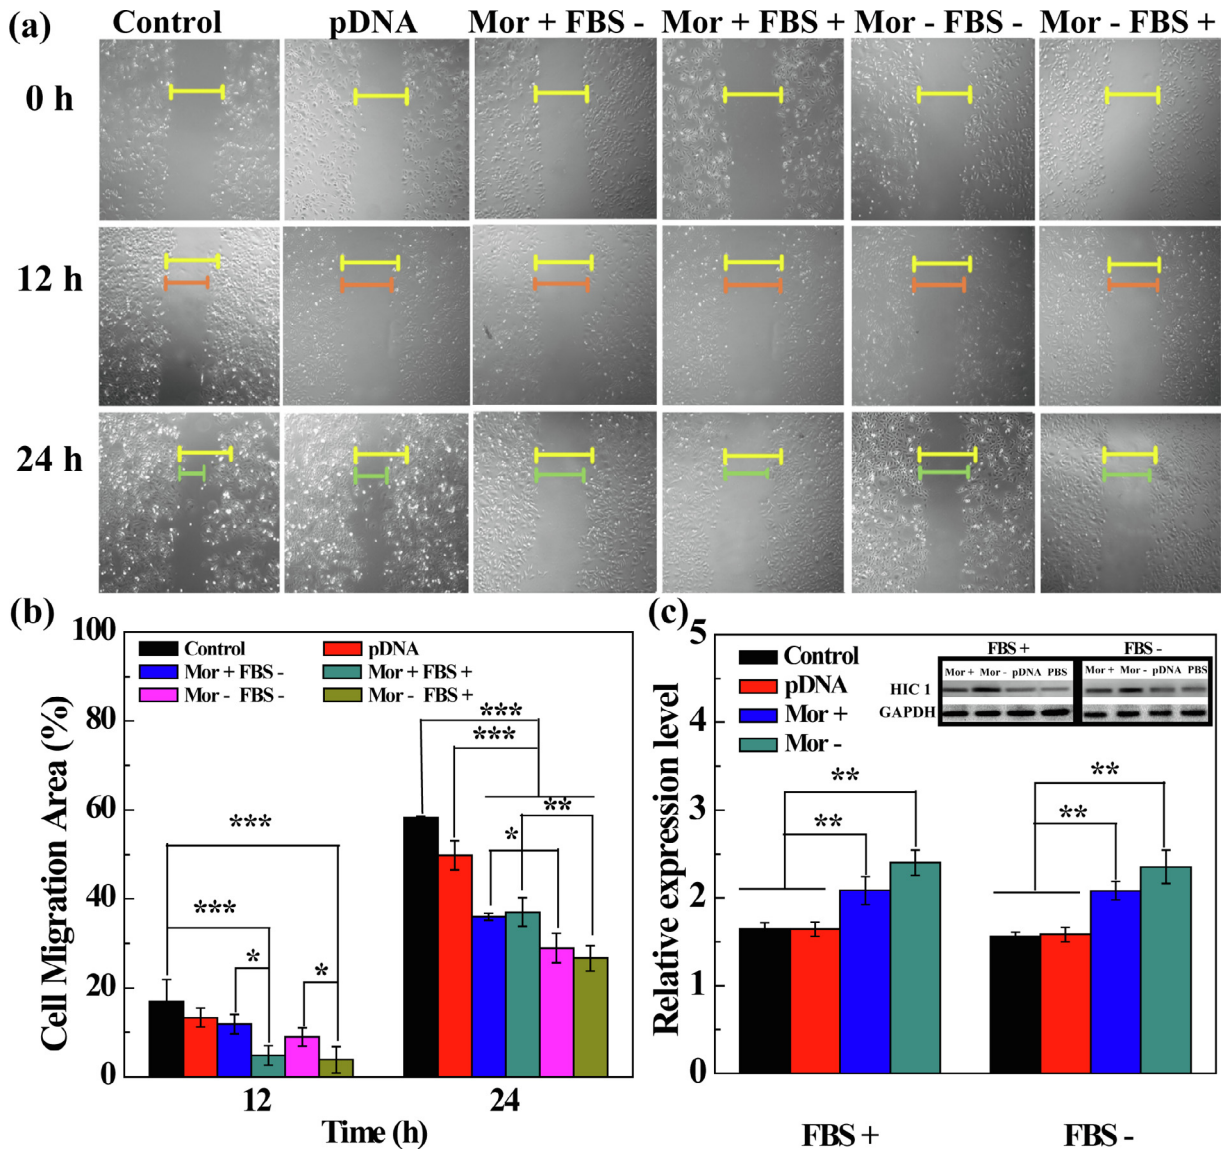 (a)
Control pDNA Mor + FBS - Mor + FBS + Mor - FBS - Mor - FBS +
0 h
12 h
24 h
(b)
100
80
60
40
20
0
Cell Migration Area (%)
Control pDNA
Mor + FBS - Mor + FBS +
Mor - FBS - Mor - FBS +
***
***
***
**
*
***
*
*
12 24
Time (h)
(c)
5
4
3
2
1
0
Relative expression level
Control
pDNA
Mor +
Mor -
FBS + FBS -
Mor + Mor - pDNA PBS Mor + Mor - pDNA PBS
HIC 1
GAPDH
**
**
**
**
FBS + FBS -